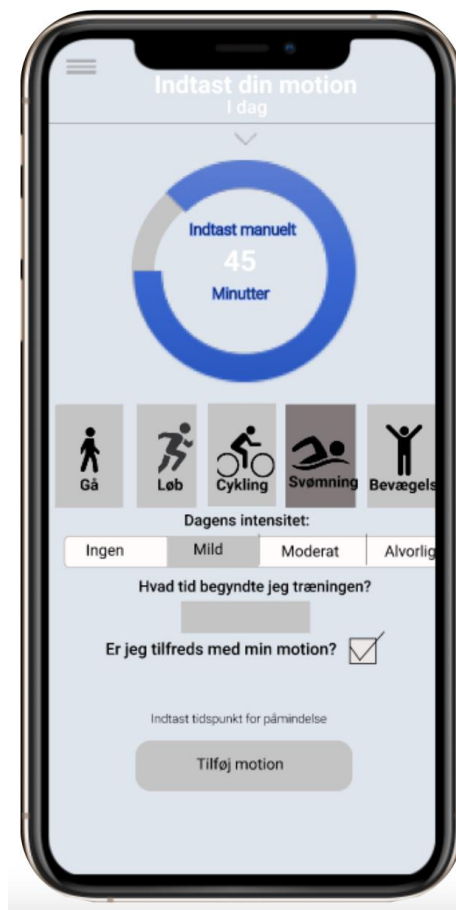 Indtast din motion
I dag
Indtast manuelt
45
Minutter
Gå
Løb
Cykling
Svømning
Bevægels
Dagens intensitet:
Ingen
Mild
Moderat
Alvorlig
Hvad tid begyndte jeg træningen?
Er jeg tilfreds med min motion?
Indtast tidspunkt for påmindelse
Tilføj motion